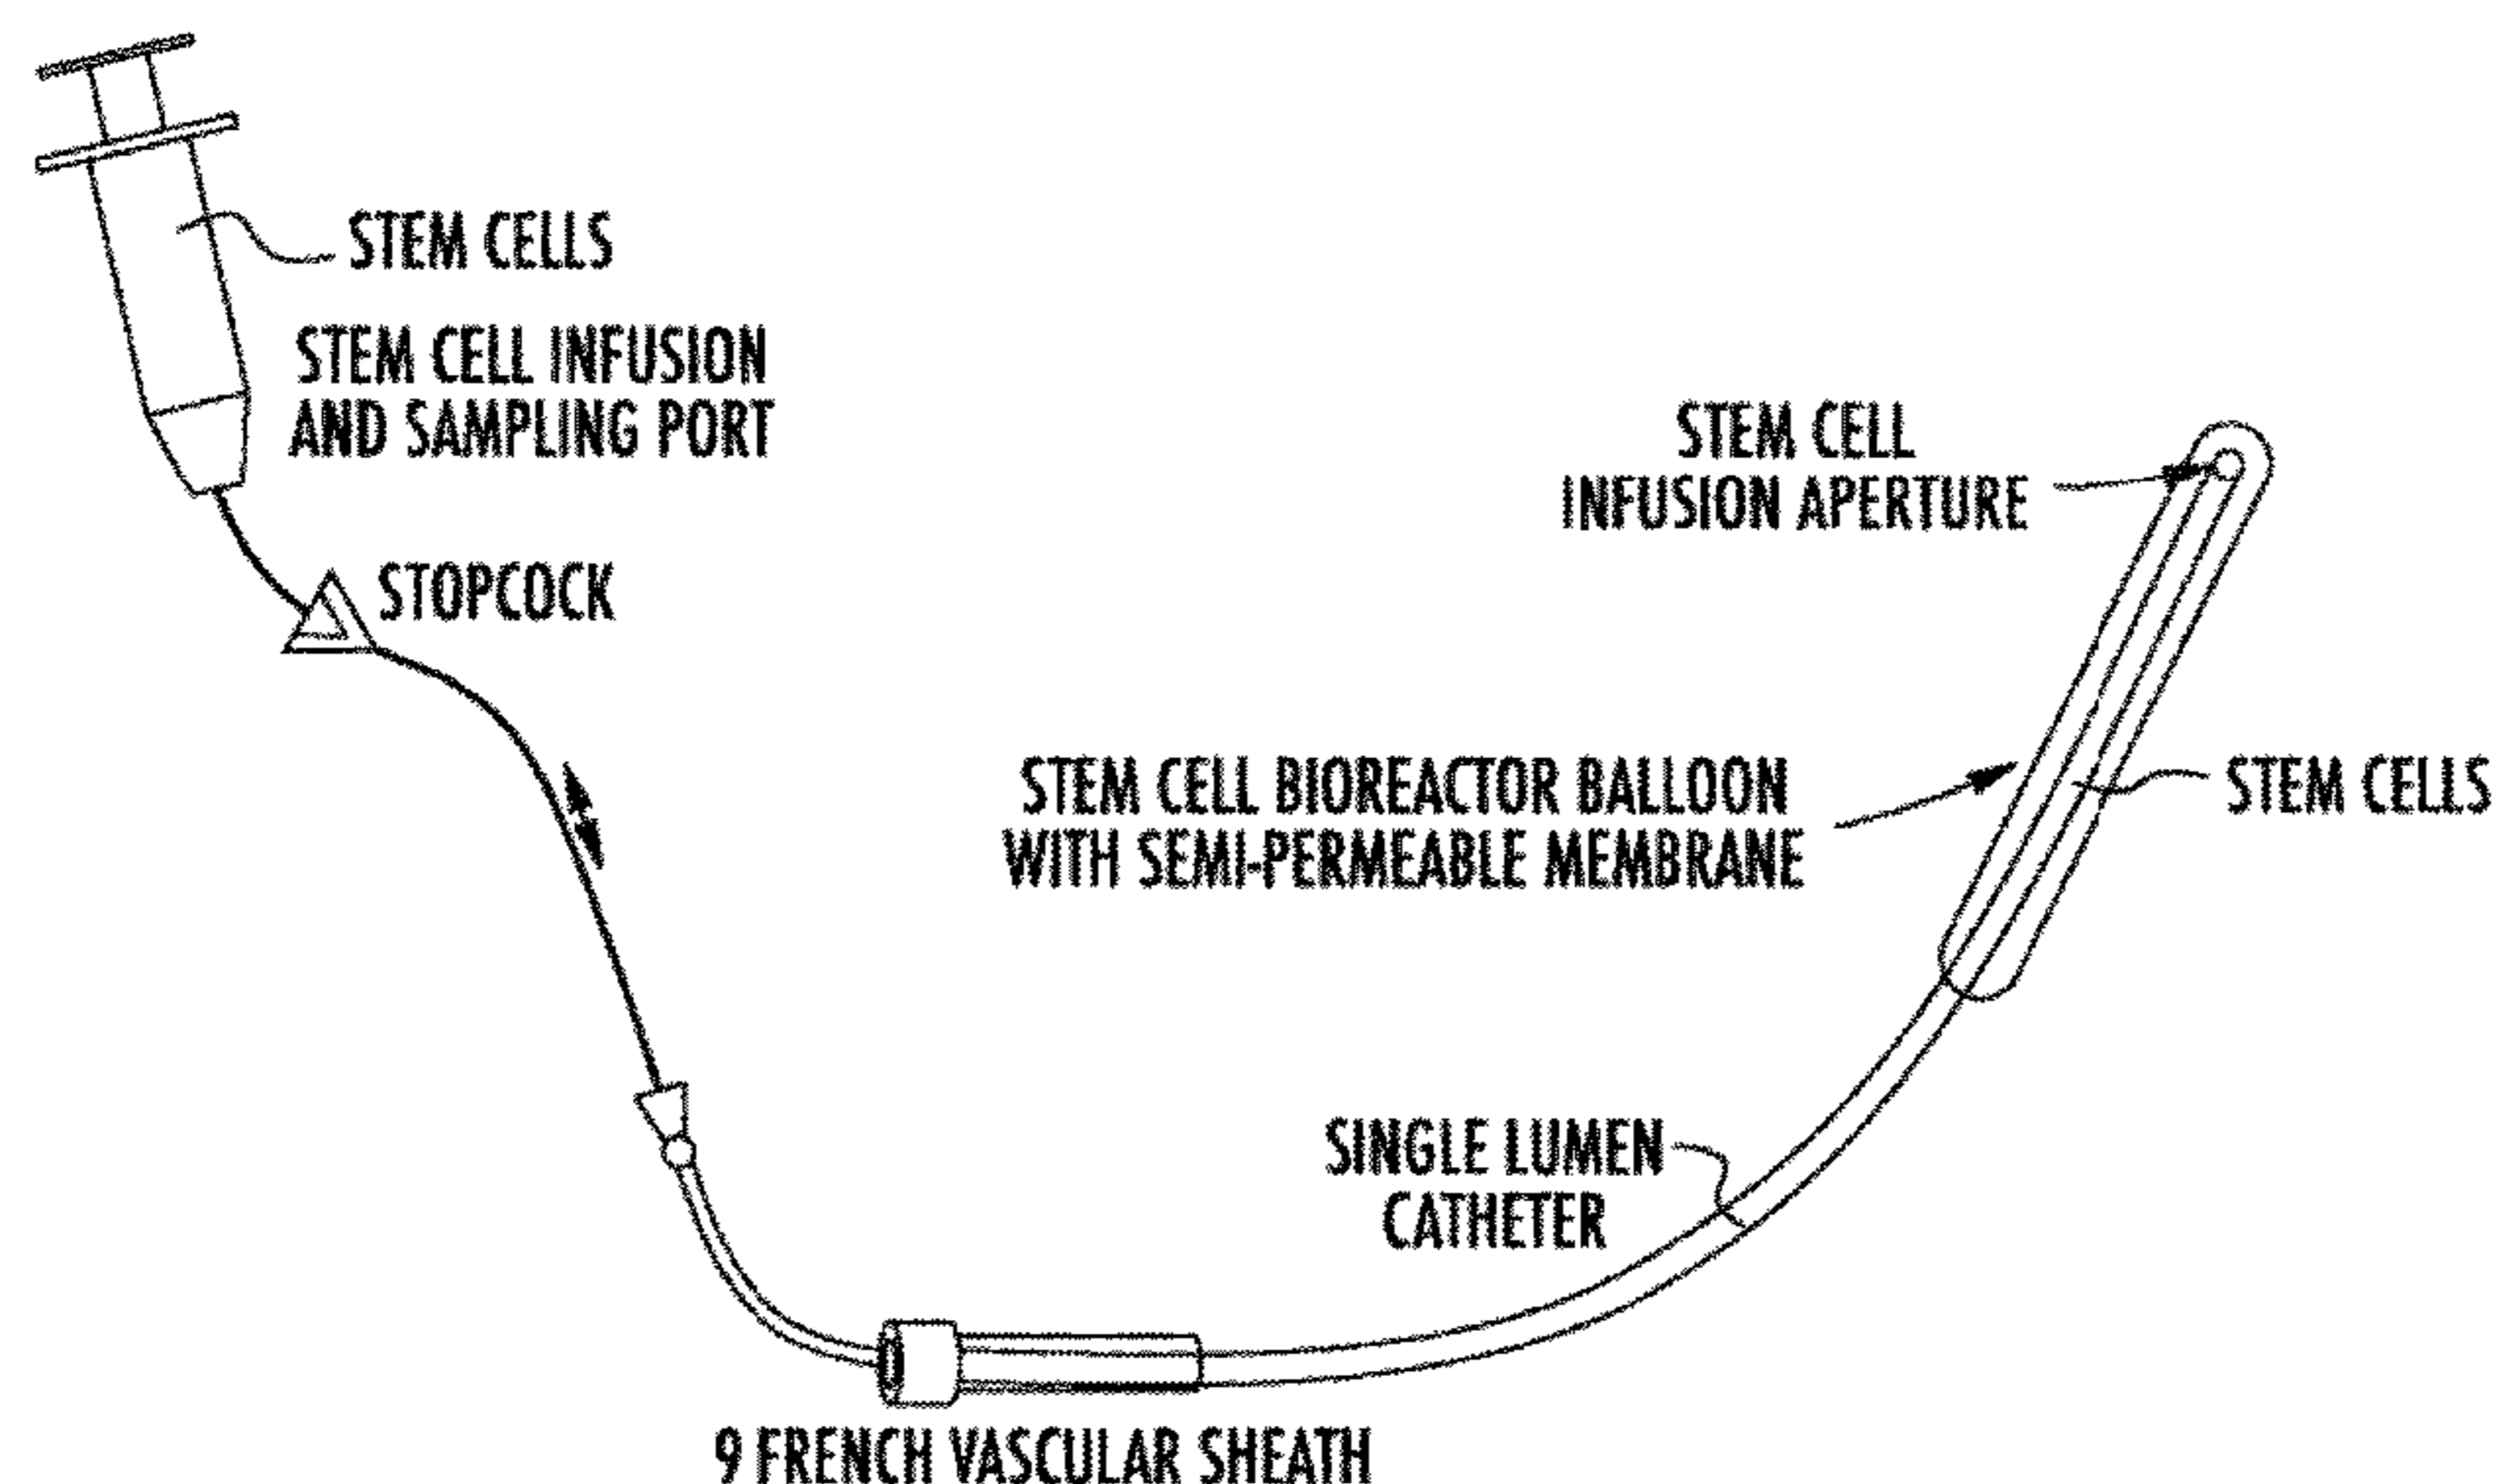 STEM CELLS
STEM CELL INFUSION
AND SAMPLING PORT
STOPCOCK
STEM CELL
INFUSION APERTURE
STEM CELL BIOREACTOR BALLOON
WITH SEMI-PERMEABLE MEMBRANE
STEM CELLS
SINGLE LUMEN
CATHETER
9 FRENCH VASCULAR SHEATH